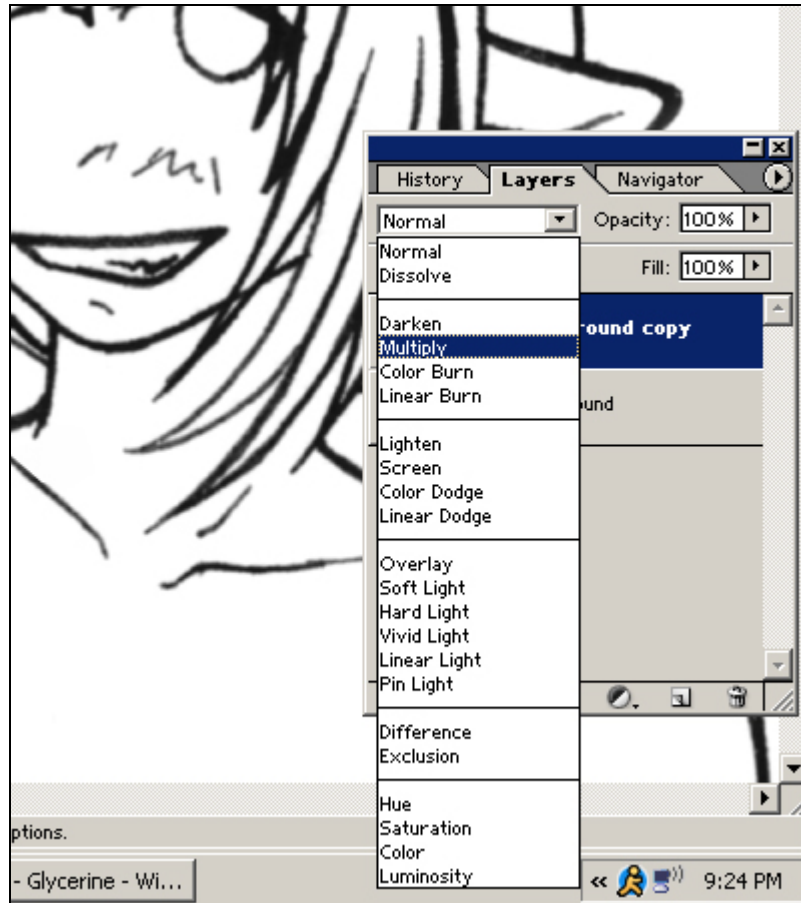 History Layers Navigator
Normal Opacity: 100%
Normal
Dissolve
Fill: 100%
Darken
Multiply
Color Burn
Linear Burn
Lighten
Screen
Color Dodge
Linear Dodge
Overlay
Soft Light
Hard Light
Vivid Light
Linear Light
Pin Light
Difference
Exclusion
Hue
Saturation
Color
Luminosity
round copy
und
ptions.
- Glycerine - Wi...
« 9:24 PM